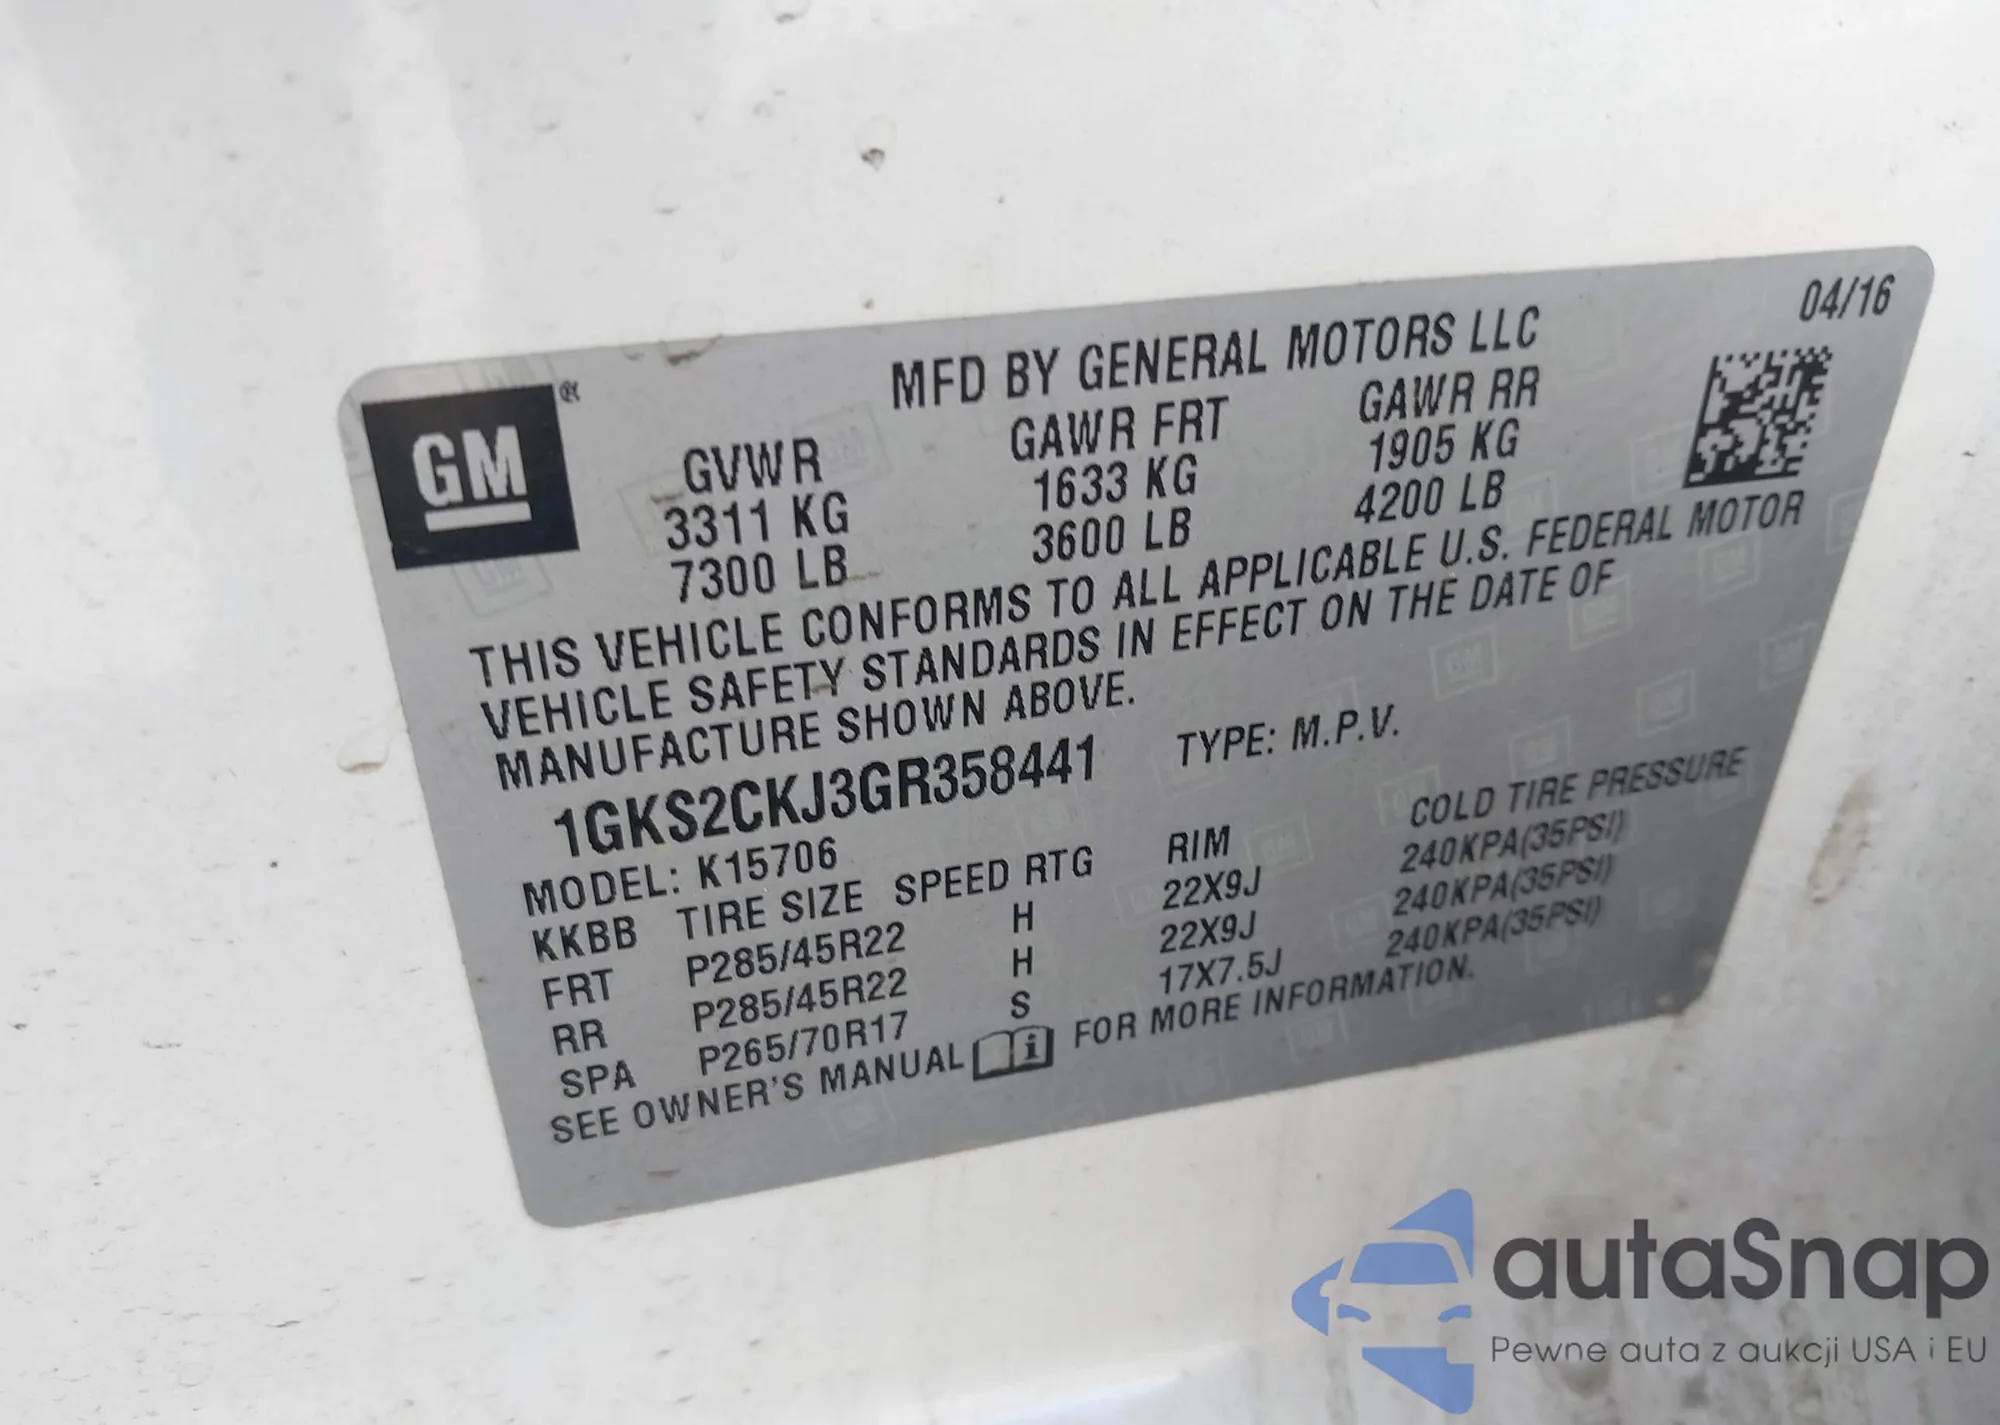 04/16
MFD BY GENERAL MOTORS LLC
GM®
GVWR GAWR FRT GAWR RR
3311 KG 1633 KG 1905 KG
7300 LB 3600 LB 4200 LB
THIS VEHICLE CONFORMS TO ALL APPLICABLE U.S. FEDERAL MOTOR
VEHICLE SAFETY STANDARDS IN EFFECT ON THE DATE OF
MANUFACTURE SHOWN ABOVE.
1GKS2CKJ3GR358441 TYPE: M.P.V.
MODEL: K15706
KKBB TIRE SIZE SPEED RTG RIM COLD TIRE PRESSURE
FRT P285/45R22 H 22X9J 240KPA(35PSI)
RR P285/45R22 H 22X9J 240KPA(35PSI)
SPA P265/70R17 S 17X7.5J 240KPA(35PSI)
SEE OWNER'S MANUAL i FOR MORE INFORMATION.
autaSnap
Pewne auta z aukcji USA i EU